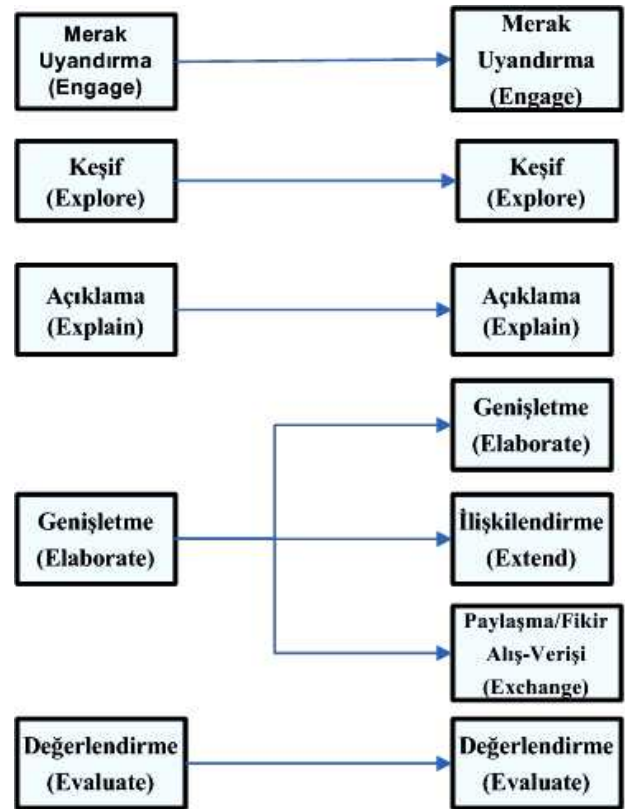 Merak
Uyandırma
(Engage)
Merak
Uyandırma
(Engage)
Keşif
(Explore)
Keşif
(Explore)
Açıklama
(Explain)
Açıklama
(Explain)
Genişletme
(Elaborate)
Genişletme
(Elaborate)
İlişkilendirme
(Extend)
Paylaşma/Fikir
Alış-Verişi
(Exchange)
Değerlendirme
(Evaluate)
Değerlendirme
(Evaluate)